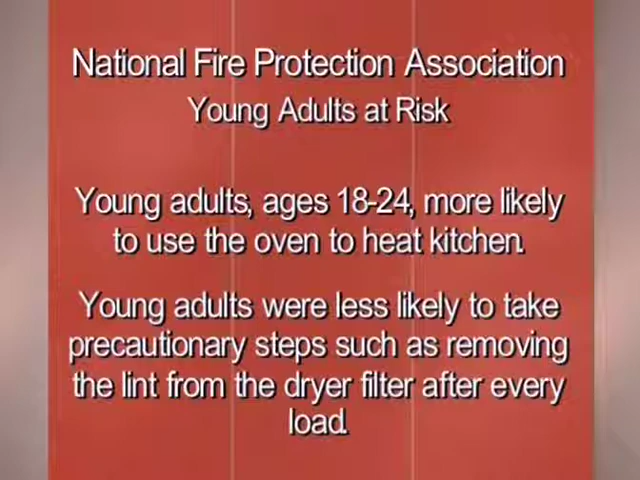 National Fire Protection Association
Young Adults at Risk
Young adults, ages 18-24, more likely
to use the oven to heat kitchen.
Young adults were less likely to take
precautionary steps such as removing
the lint from the dryer filter after every
load.